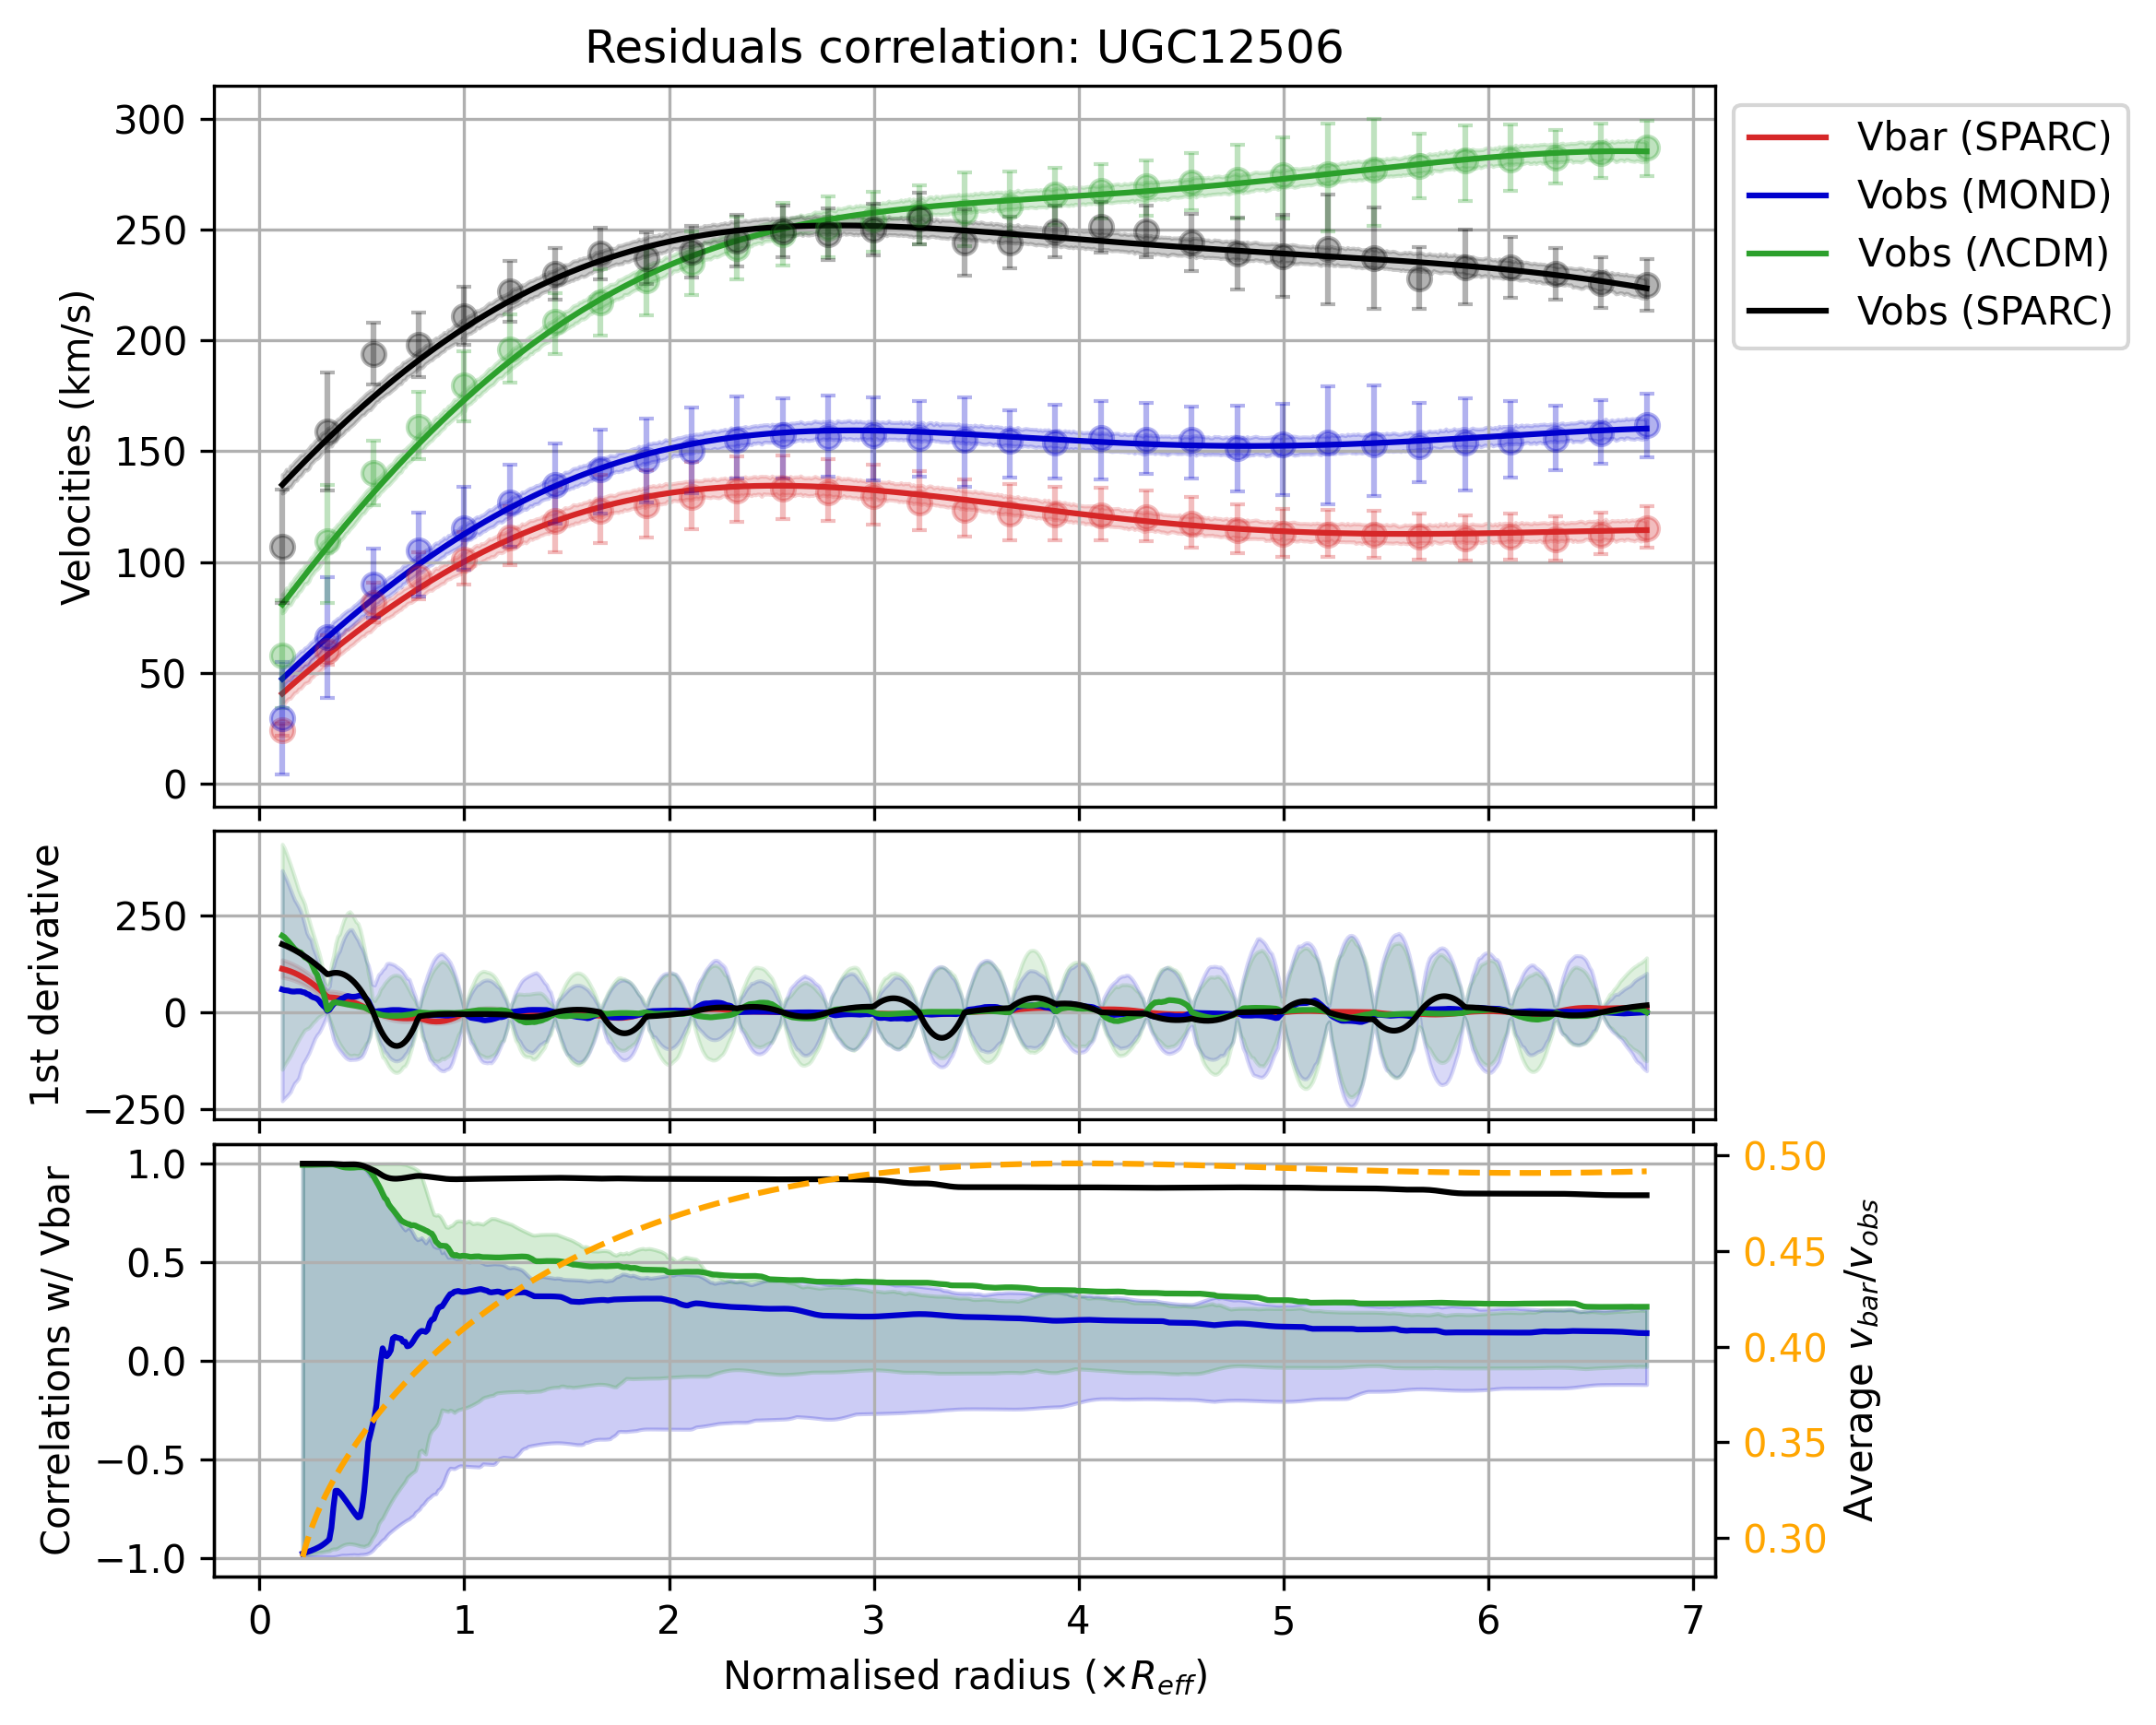 Residuals correlation: UGC12506
300
250
200
150
100
50
0
Velocities (km/s)
Vbar (SPARC)
Vobs (MOND)
Vobs (ΛCDM)
Vobs (SPARC)
250
0
−250
1st derivative
1.0
0.5
0.0
−0.5
−1.0
Correlations w/ Vbar
0.50
0.45
0.40
0.35
0.30
Average v_bar/v_obs
0 1 2 3 4 5 6 7
Normalised radius (×R_eff)